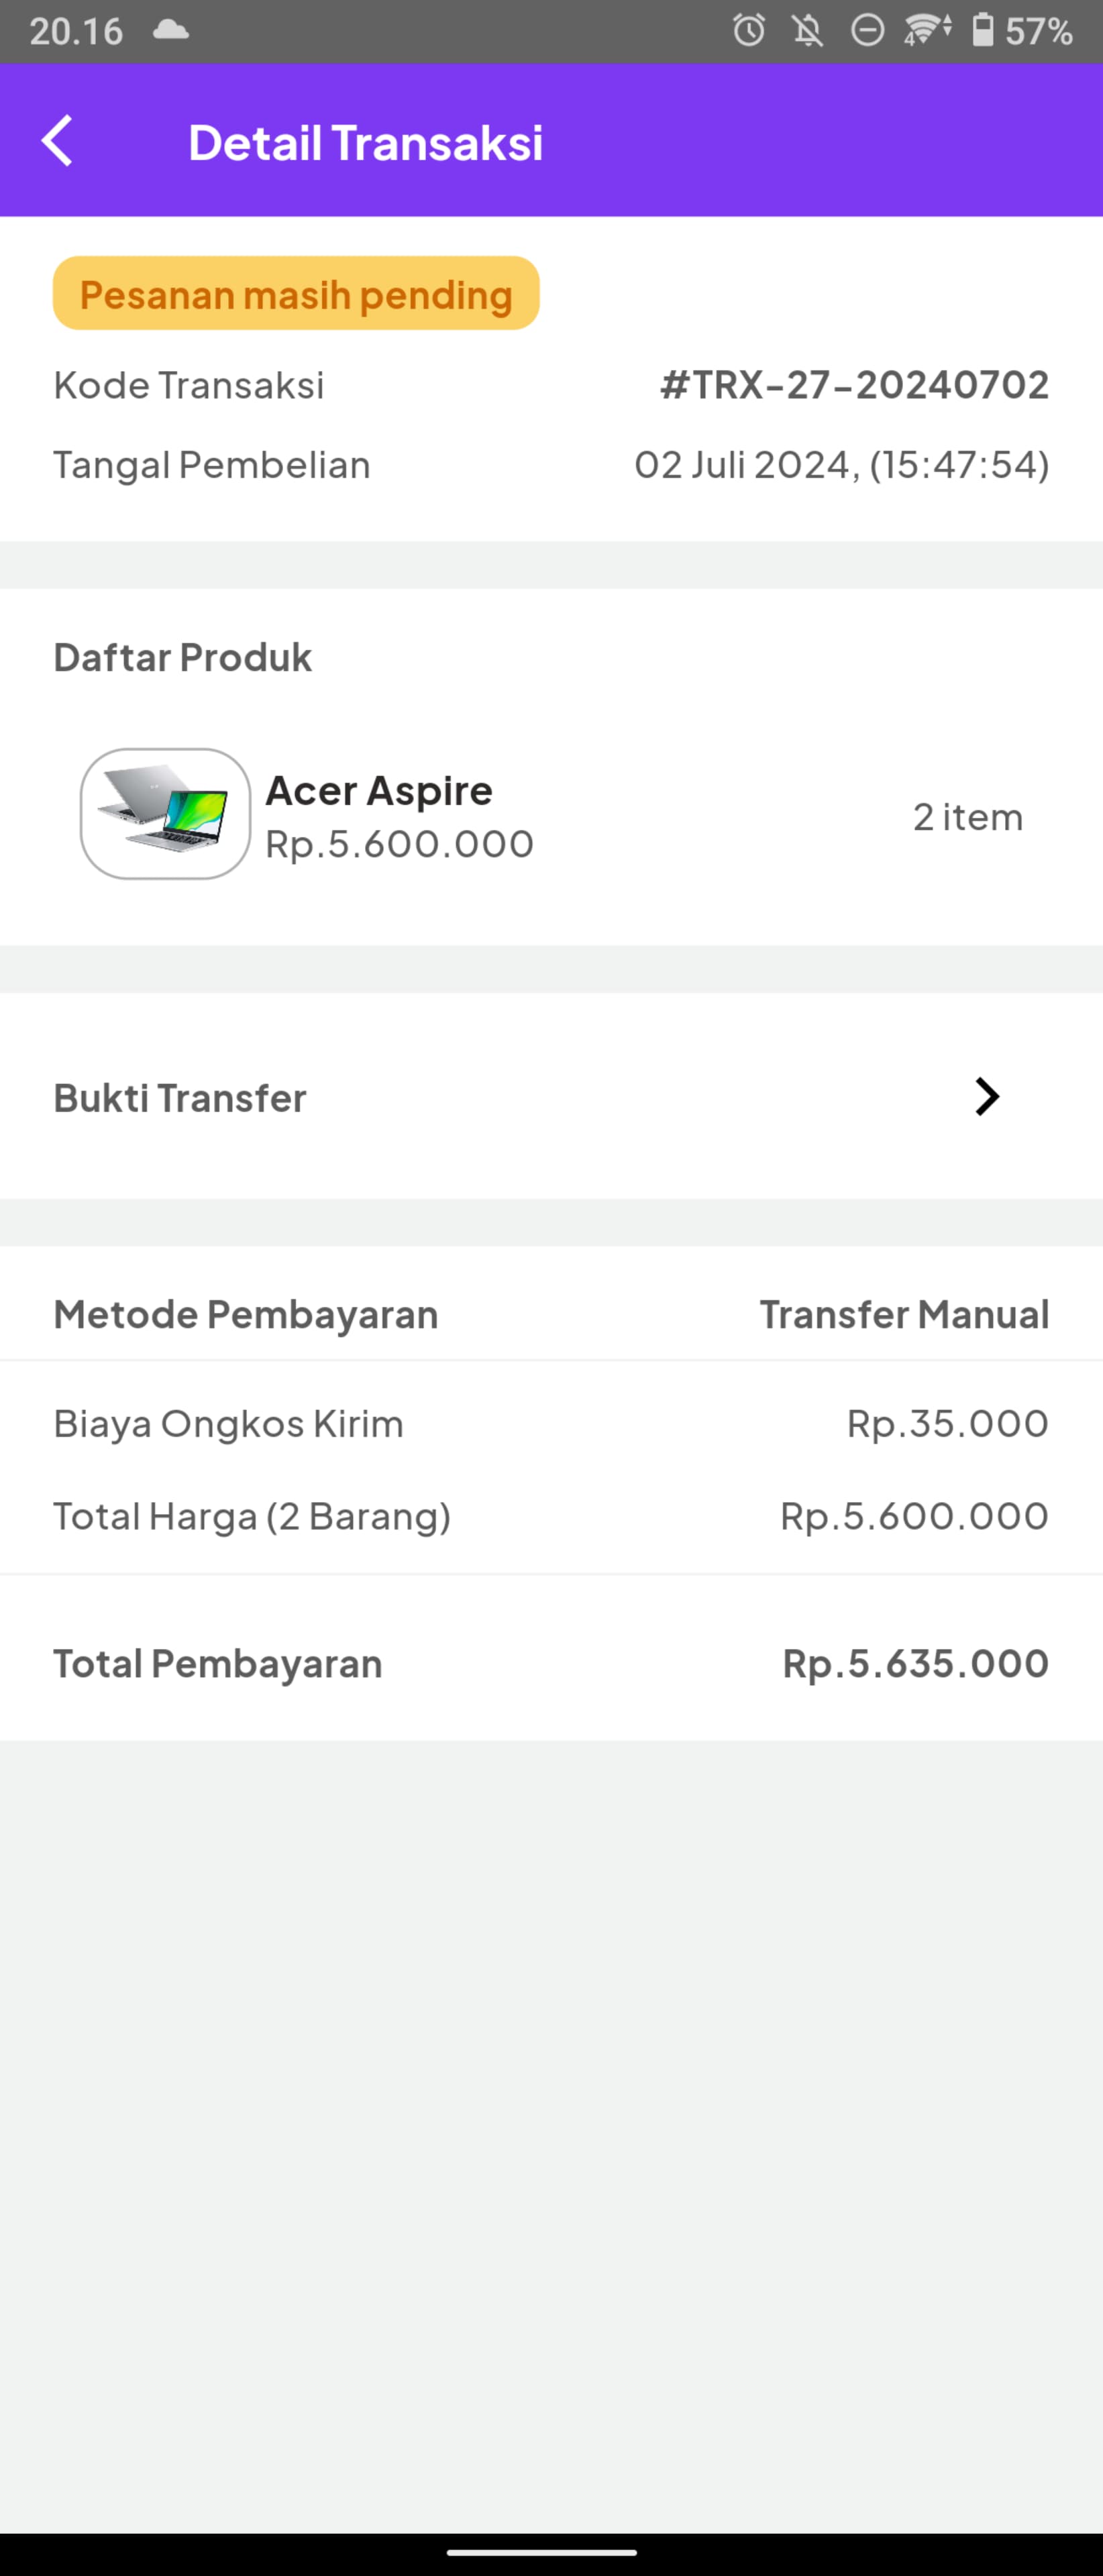 20.16
57%
Detail Transaksi
Pesanan masih pending
Kode Transaksi #TRX-27-20240702
Tangal Pembelian 02 Juli 2024, (15:47:54)
Daftar Produk
Acer Aspire
Rp.5.600.000
2 item
Bukti Transfer
Metode Pembayaran Transfer Manual
Biaya Ongkos Kirim Rp.35.000
Total Harga (2 Barang) Rp.5.600.000
Total Pembayaran Rp.5.635.000